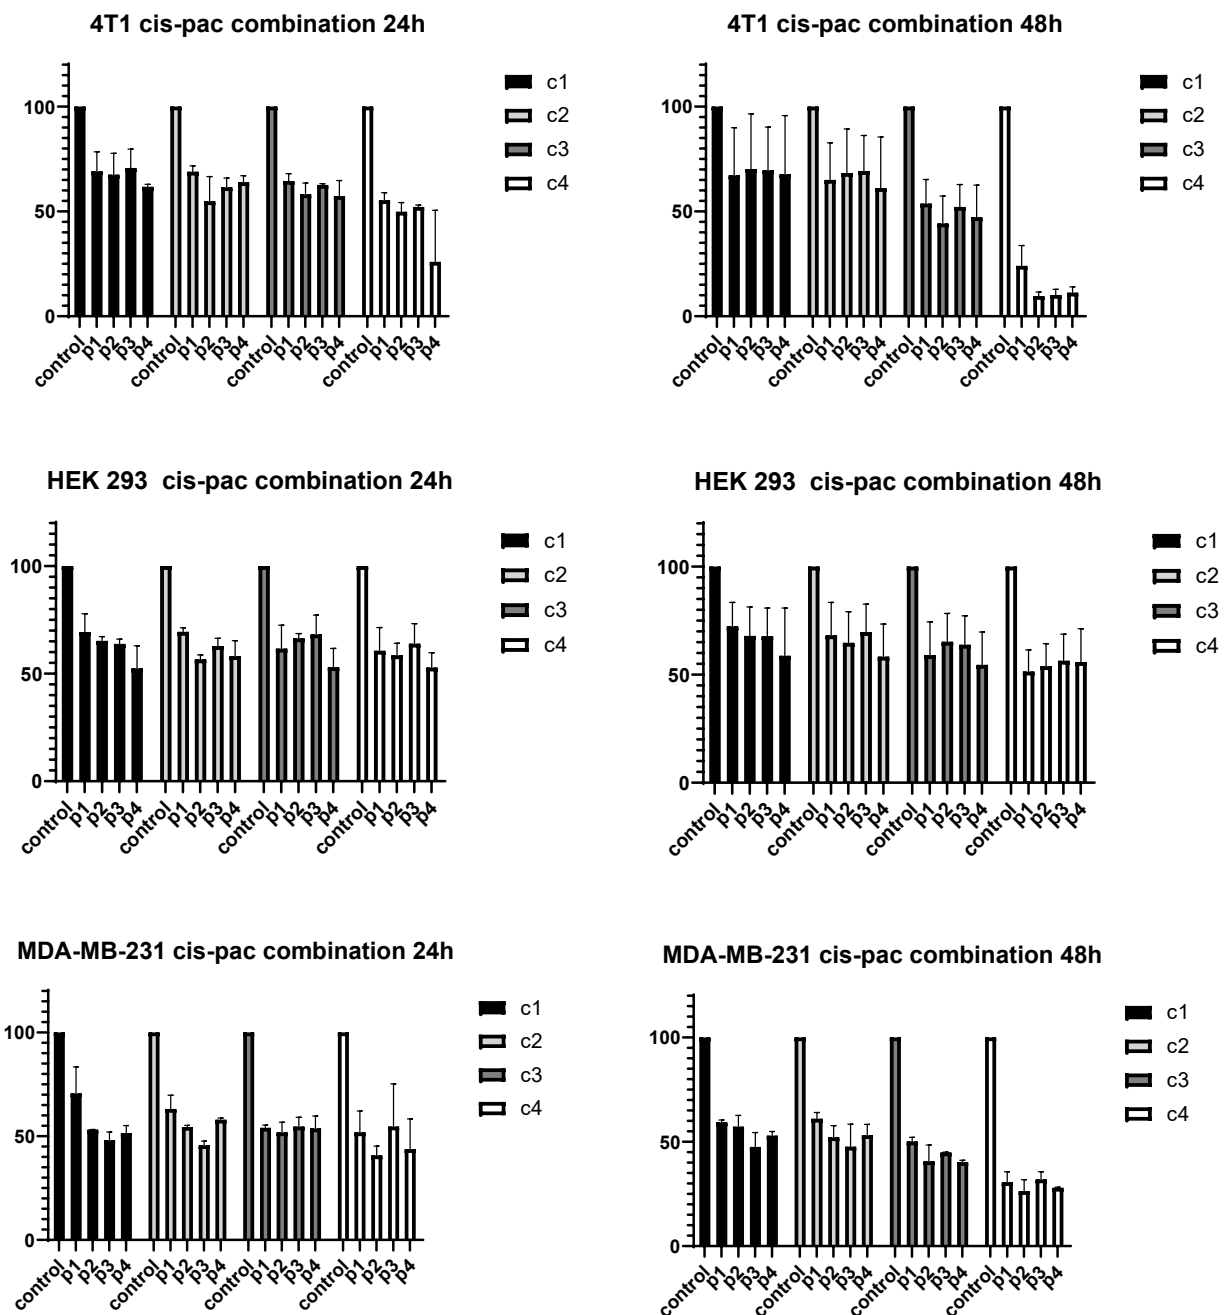 4T1 cis-pac combination 24h
100
50
0
control p1 p2 p3 p4 control p1 p2 p3 p4 control p1 p2 p3 p4 control p1 p2 p3 p4
c1
c2
c3
c4
4T1 cis-pac combination 48h
100
50
0
control p1 p2 p3 p4 control p1 p2 p3 p4 control p1 p2 p3 p4 control p1 p2 p3 p4
c1
c2
c3
c4
HEK 293 cis-pac combination 24h
100
50
0
control p1 p2 p3 p4 control p1 p2 p3 p4 control p1 p2 p3 p4 control p1 p2 p3 p4
c1
c2
c3
c4
HEK 293 cis-pac combination 48h
100
50
0
control p1 p2 p3 p4 control p1 p2 p3 p4 control p1 p2 p3 p4 control p1 p2 p3 p4
c1
c2
c3
c4
MDA-MB-231 cis-pac combination 24h
100
50
0
control p1 p2 p3 p4 control p1 p2 p3 p4 control p1 p2 p3 p4 control p1 p2 p3 p4
c1
c2
c3
c4
MDA-MB-231 cis-pac combination 48h
100
50
0
control p1 p2 p3 p4 control p1 p2 p3 p4 control p1 p2 p3 p4 control p1 p2 p3 p4
c1
c2
c3
c4